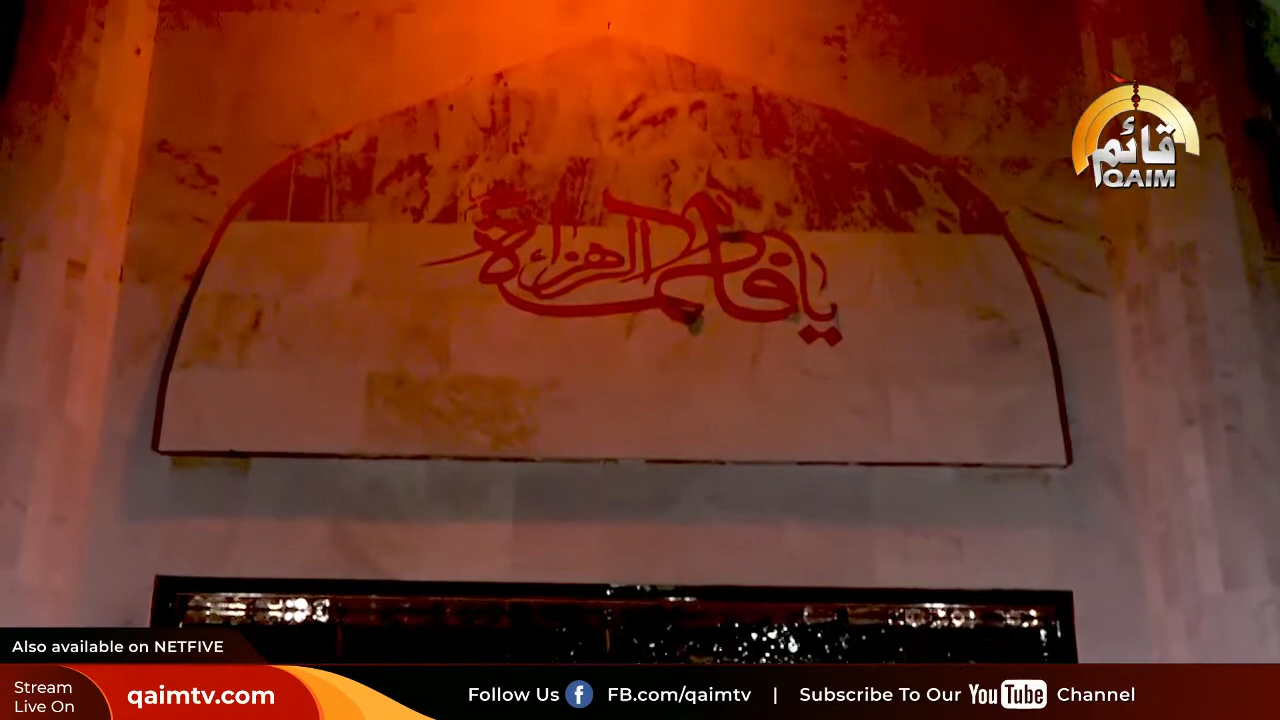 قائم
QAIM
يا فاطمة الزهراء
Also available on NETFIVE
Stream
Live On
qaimtv.com
Follow Us
FB.com/qaimtv
|
Subscribe To Our YouTube Channel